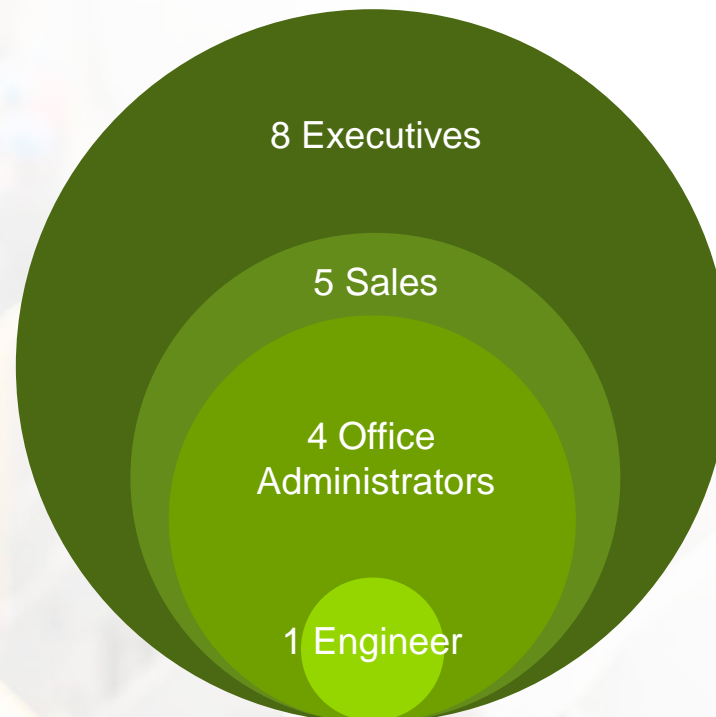 8 Executives
5 Sales
4 Office
Administrators
1 Engineer